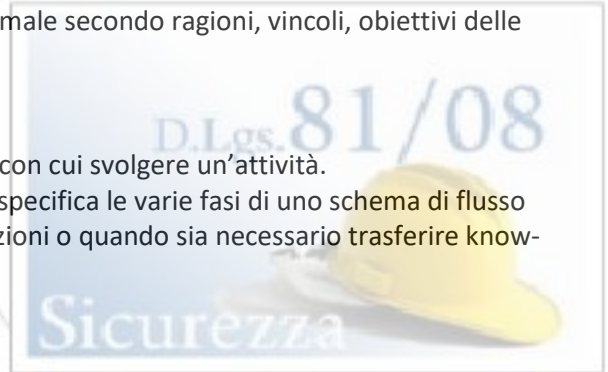 male secondo ragioni, vincoli, obiettivi delle
D.Lgs. 81/08
con cui svolgere un’attività.
specifica le varie fasi di uno schema di flusso
zioni o quando sia necessario trasferire know-
Sicurezza